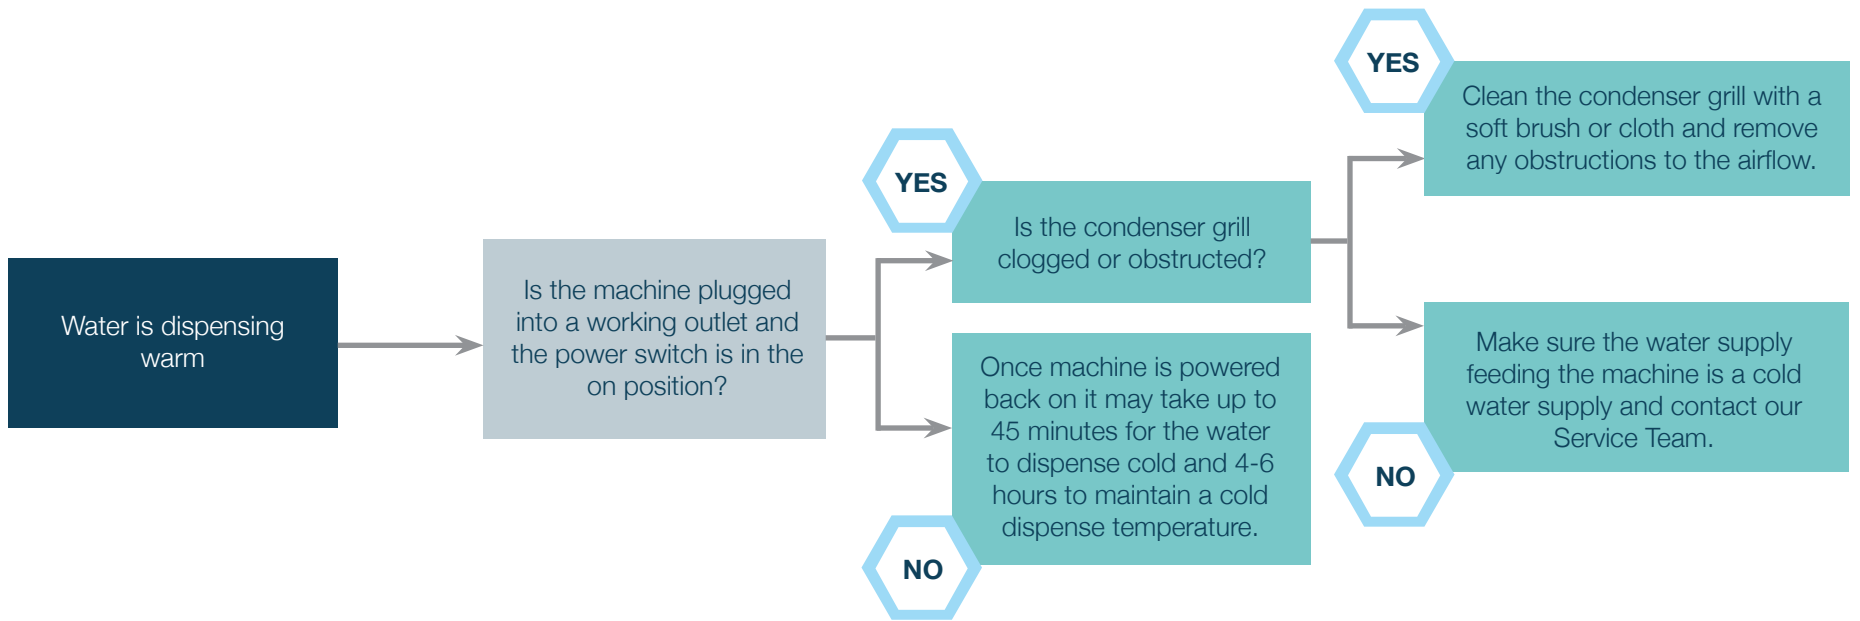 Water is dispensing
warm
Is the machine plugged
into a working outlet and
the power switch is in the
on position?
YES
Is the condenser grill
clogged or obstructed?
NO
Once machine is powered
back on it may take up to
45 minutes for the water
to dispense cold and 4-6
hours to maintain a cold
dispense temperature.
YES
Clean the condenser grill with a
soft brush or cloth and remove
any obstructions to the airflow.
NO
Make sure the water supply
feeding the machine is a cold
water supply and contact our
Service Team.